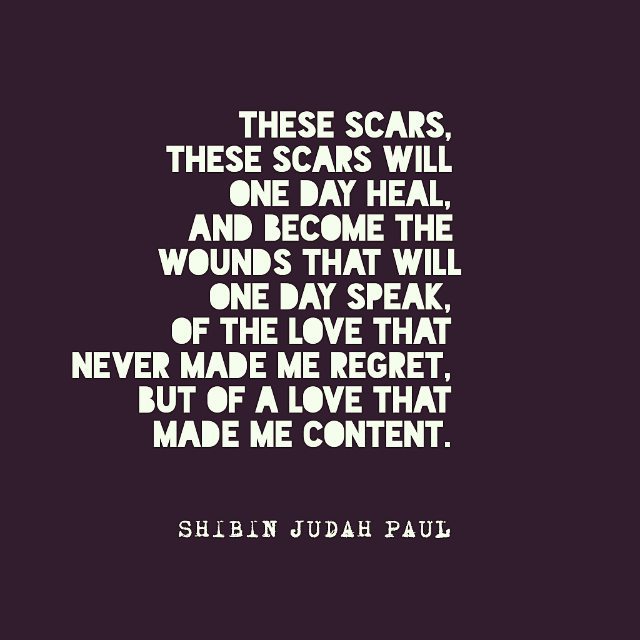 THESE SCARS,
THESE SCARS WILL
ONE DAY HEAL,
AND BECOME THE
WOUNDS THAT WILL
ONE DAY SPEAK,
OF THE LOVE THAT
NEVER MADE ME REGRET,
BUT OF A LOVE THAT
MADE ME CONTENT.
SHIBIN JUDAH PAUL